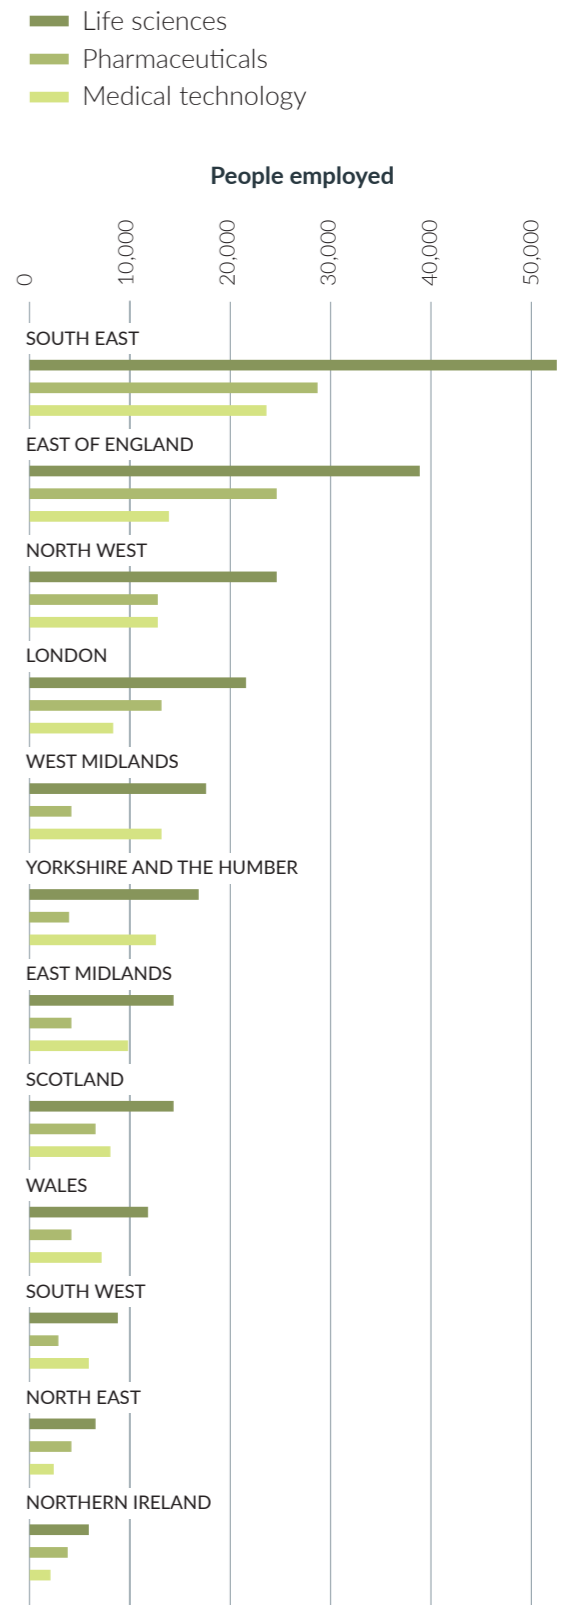 Life sciences
Pharmaceuticals
Medical technology
People employed
0
10,000
20,000
30,000
40,000
50,000
SOUTH EAST
EAST OF ENGLAND
NORTH WEST
LONDON
WEST MIDLANDS
YORKSHIRE AND THE HUMBER
EAST MIDLANDS
SCOTLAND
WALES
SOUTH WEST
NORTH EAST
NORTHERN IRELAND